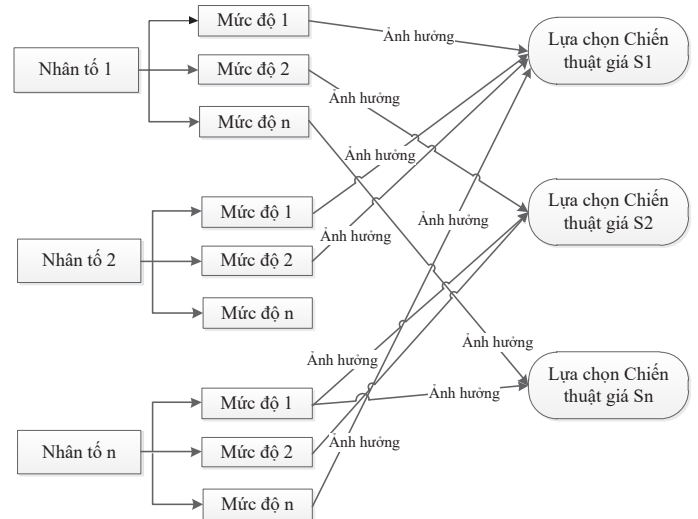 Mức độ 1
Ảnh hưởng
Lựa chọn Chiến
thuật giá S1
Nhân tố 1
Mức độ 2
Ảnh hưởng
Mức độ n
Ảnh hưởng
Mức độ 1
Ảnh hưởng
Lựa chọn Chiến
thuật giá S2
Nhân tố 2
Mức độ 2
Ảnh hưởng
Mức độ n
Ảnh hưởng
Ảnh hưởng
Lựa chọn Chiến
thuật giá Sn
Mức độ 1
Ảnh hưởng
Nhân tố n
Mức độ 2
Ảnh hưởng
Mức độ n